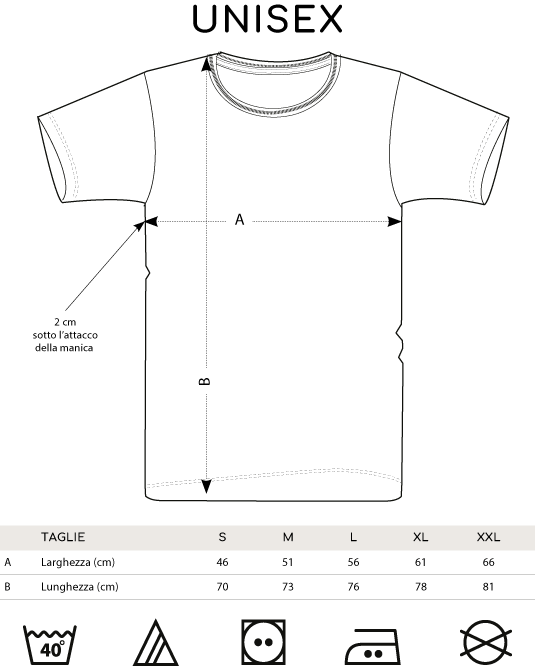 UNISEX
A
2 cm
sotto l'attacco
della manica
B
TAGLIE S M L XL XXL
A Larghezza (cm) 46 51 56 61 66
B Lunghezza (cm) 70 73 76 78 81
40°